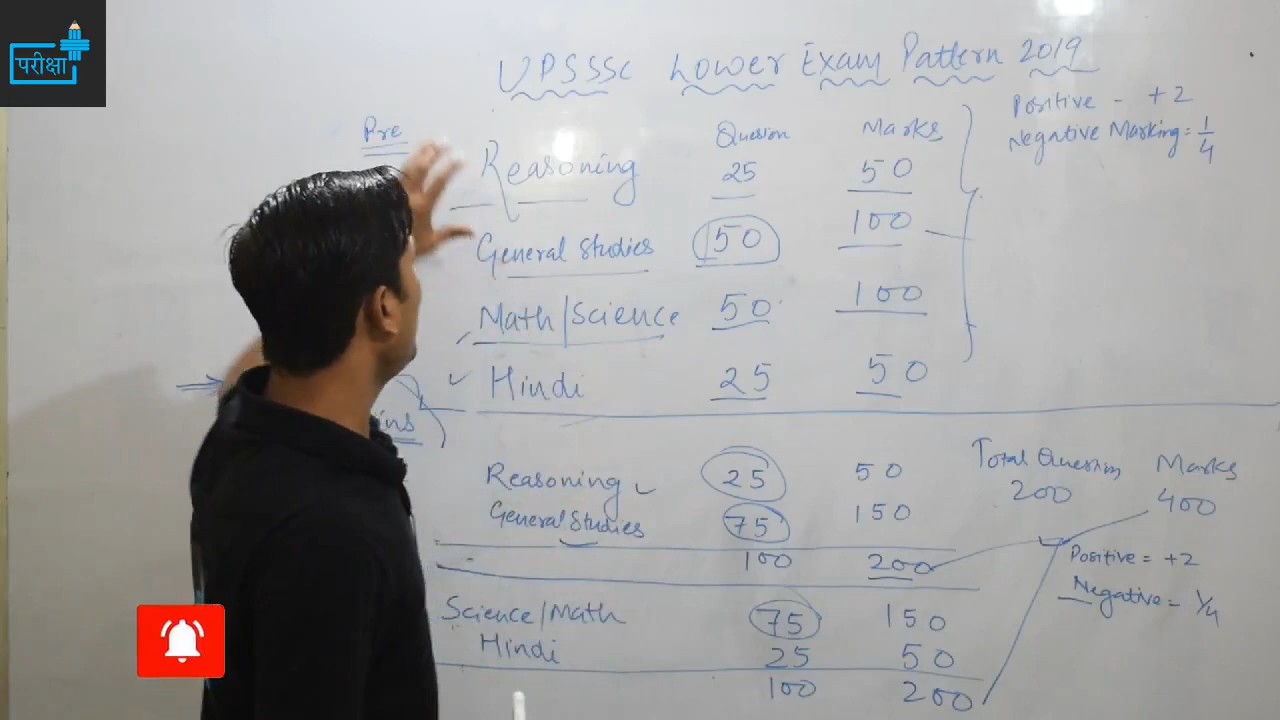 परीक्षा
UPSSSC Lower Exam Pattern 2019
Positive - +2
Negative Marking = 1/4
Pre
Question Marks
Reasoning 25 50
General Studies 50 100
Math/Science 50 100
Hindi 25 50
ins
Reasoning 25 50
General Studies 75 150
100 200
Total Question Marks
200 400
Positive = +2
Negative = 1/4
Science/Math 75 150
Hindi 25 50
100 200